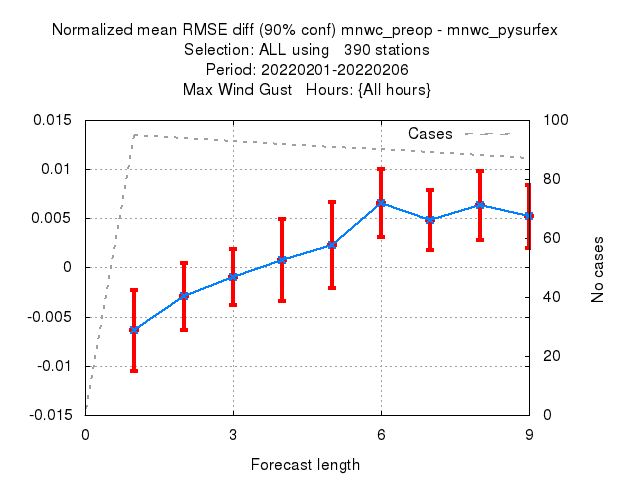 Normalized mean RMSE diff (90% conf) mnwc_preop - mnwc_pysurfex
Selection: ALL using   390 stations
Period: 20220201-20220206
Max Wind Gust   Hours: {All hours}
0.015
0.01
0.005
0
-0.005
-0.01
-0.015
100
80
60
40
20
0
Cases
No cases
0 3 6 9
Forecast length